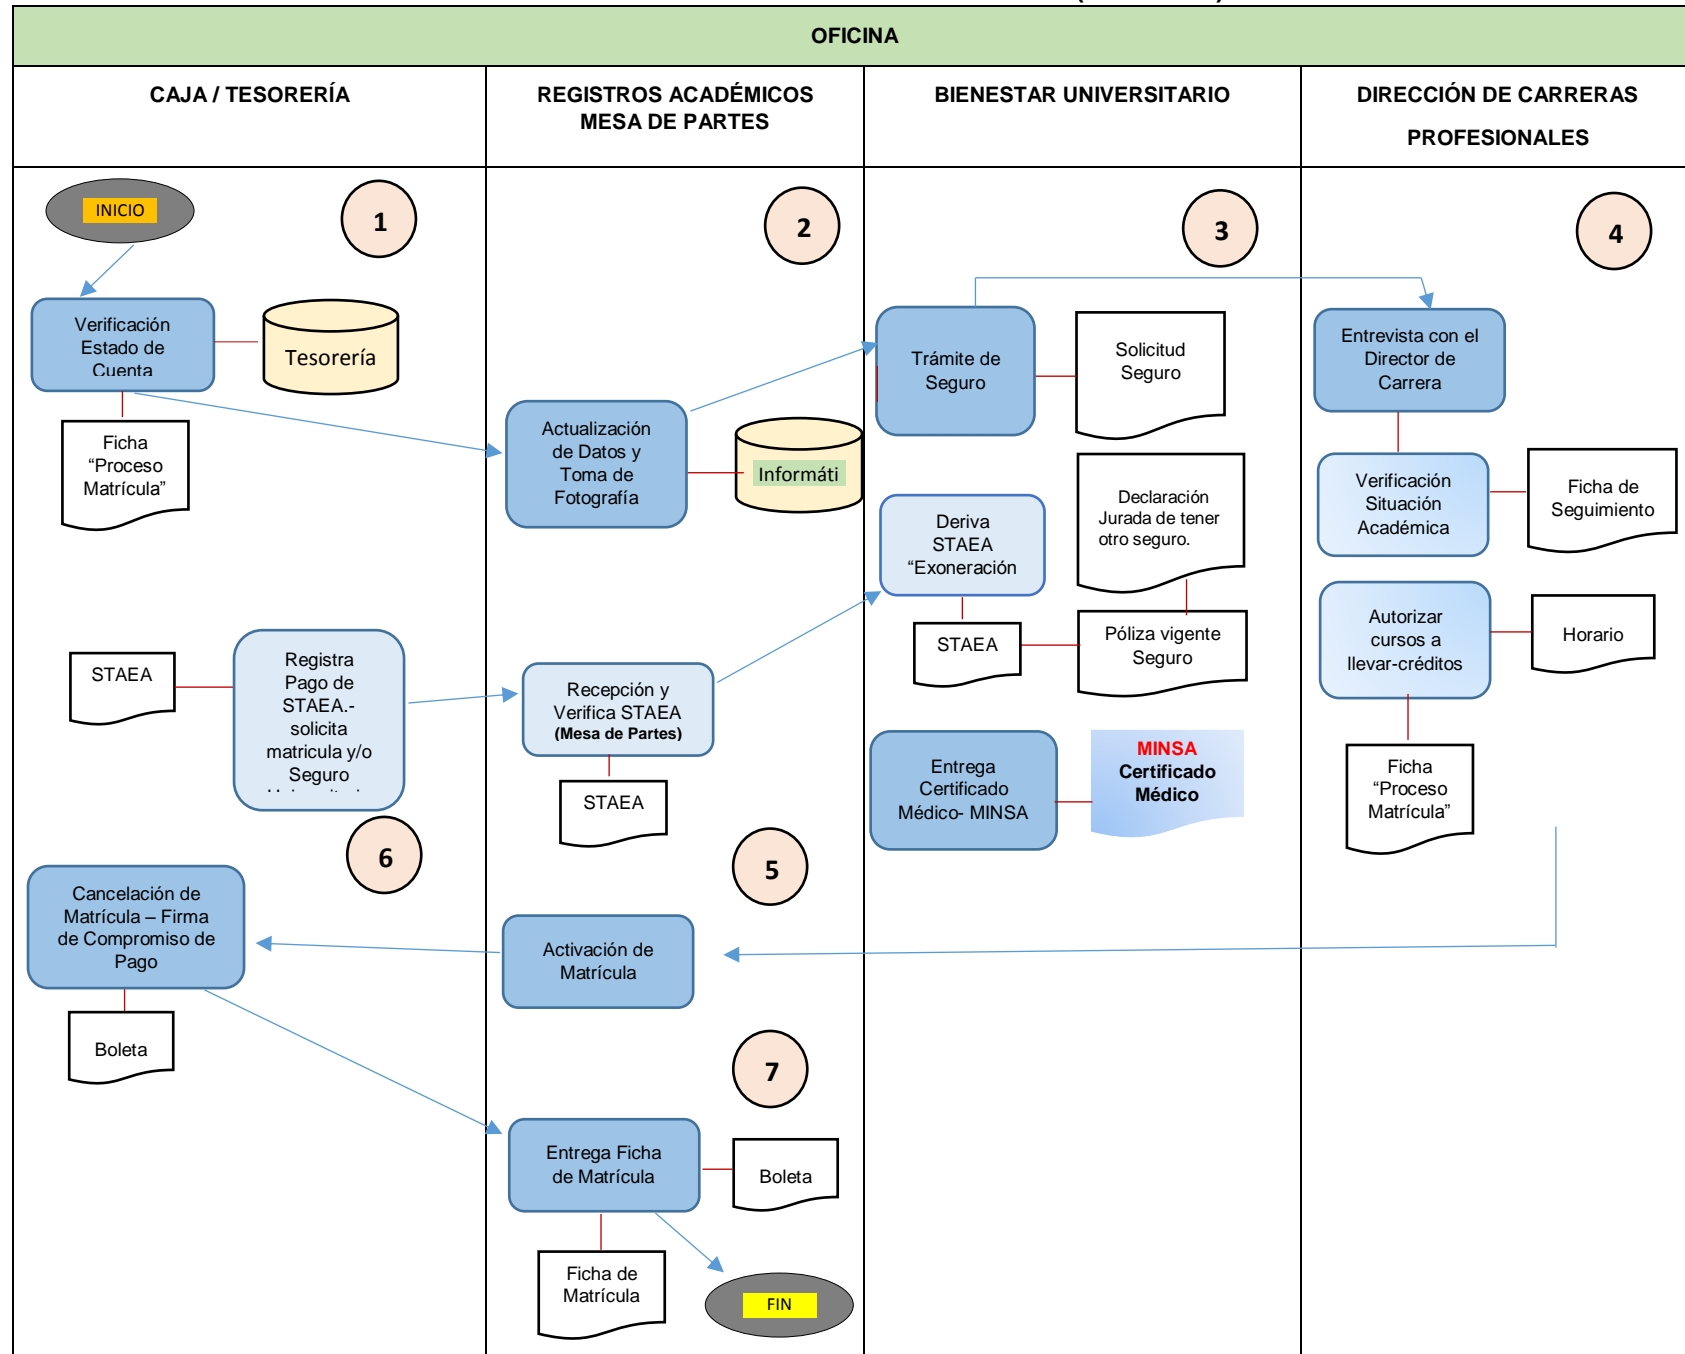 OFICINA
CAJA / TESORERÍA
REGISTROS ACADÉMICOS
MESA DE PARTES
BIENESTAR UNIVERSITARIO
DIRECCIÓN DE CARRERAS
PROFESIONALES
INICIO
1
2
3
4
Verificación
Estado de
Cuenta
Tesorería
Ficha
“Proceso
Matrícula”
Actualización
de Datos y
Toma de
Fotografía
Informáti
Trámite de
Seguro
Solicitud
Seguro
Entrevista con el
Director de
Carrera
Verificación
Situación
Académica
Ficha de
Seguimiento
Deriva
STAEA
“Exoneración
Declaración
Jurada de tener
otro seguro.
STAEA
Póliza vigente
Seguro
Autorizar
cursos a
llevar-créditos
Horario
STAEA
Registra
Pago de
STAEA.-
solicita
matricula y/o
Seguro
Recepción y
Verifica STAEA
(Mesa de Partes)
STAEA
Entrega
Certificado
Médico- MINSA
MINSA
Certificado
Médico
Ficha
“Proceso
Matrícula”
6
5
Cancelación de
Matrícula – Firma
de Compromiso de
Pago
Activación de
Matrícula
Boleta
7
Entrega Ficha
de Matrícula
Boleta
Ficha de
Matrícula
FIN